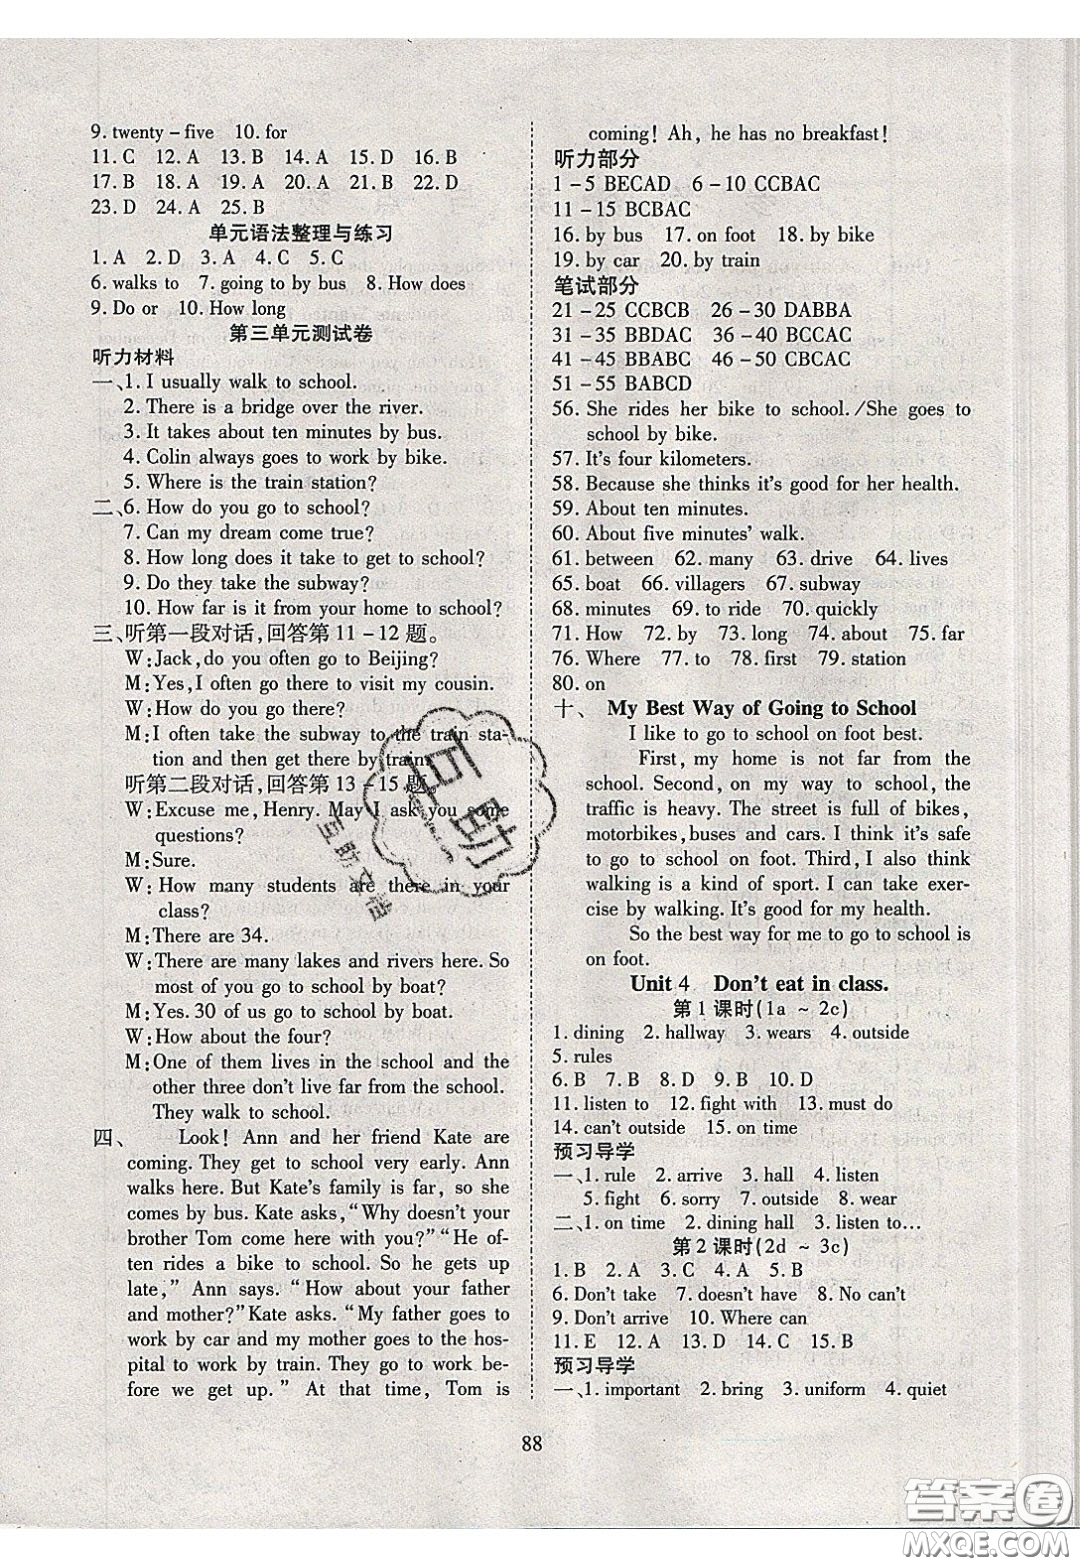 9. twenty－five　10. for
11. C　12. A　13. B　14. A　15. D　16. B
17. B　18. A　19. A　20. A　21. B　22. D
23. D　24. A　25. B
单元语法整理与练习
1. A　2. D　3. A　4. C　5. C
6. walks to　7. going to by bus　8. How does
9. Do or　10. How long
第三单元测试卷
听力材料
一、1. I usually walk to school.
2. There is a bridge over the river.
3. It takes about ten minutes by bus.
4. Colin always goes to work by bike.
5. Where is the train station?
二、6. How do you go to school?
7. Can my dream come true?
8. How long does it take to get to school?
9. Do they take the subway?
10. How far is it from your home to school?
三、听第一段对话,回答第 11－12 题。
W:Jack, do you often go to Beijing?
M:Yes, I often go there to visit my cousin.
W:How do you go there?
M:I often take the subway to the train sta-
tion and then get there by train.
听第二段对话,回答第 13－15 题。
W:Excuse me, Henry. May I ask you some
questions?
M:Sure.
W:How many students are there in your
class?
M:There are 34.
W:There are many lakes and rivers here. So
most of you go to school by boat?
M:Yes. 30 of us go to school by boat.
W:How about the four?
M:One of them lives in the school and the
other three don't live far from the school.
They walk to school.
四、　Look! Ann and her friend Kate are
coming. They get to school very early. Ann
walks here. But Kate's family is far, so she
comes by bus. Kate asks, “Why doesn't your
brother Tom come here with you?” “He of-
ten rides a bike to school. So he gets up
late,” Ann says. “How about your father
and mother?” Kate asks. “My father goes to
work by car and my mother goes to the hos-
pital to work by train. They go to work be-
fore we get up.” At that time, Tom is
coming! Ah, he has no breakfast!
听力部分
1－5 BECAD　6－10 CCBAC
11－15 BCBAC
16. by bus　17. on foot　18. by bike
19. by car　20. by train
笔试部分
21－25 CCBCB　26－30 DABBA
31－35 BBDAC　36－40 BCCAC
41－45 BBABC　46－50 CBCAC
51－55 BABCD
56. She rides her bike to school. /She goes to
school by bike.
57. It's four kilometers.
58. Because she thinks it's good for her health.
59. About ten minutes.
60. About five minutes' walk.
61. between　62. many　63. drive　64. lives
65. boat　66. villagers　67. subway
68. minutes　69. to ride　70. quickly
71. How　72. by　73. long　74. about　75. far
76. Where　77. to　78. first　79. station
80. on
十、　My Best Way of Going to School
I like to go to school on foot best.
First, my home is not far from the
school. Second, on my way to school, the
traffic is heavy. The street is full of bikes,
motorbikes, buses and cars. I think it's safe
to go to school on foot. Third, I also think
walking is a kind of sport. I can take exer-
cise by walking. It's good for my health.
So the best way for me to go to school is
on foot.
Unit 4　Don't eat in class.
第 1 课时(1a ～ 2c)
1. dining　2. hallway　3. wears　4. outside
5. rules
6. B　7. B　8. D　9. B　10. D
11. listen to　12. fight with　13. must do
14. can't outside　15. on time
预习导学
一、1. rule　2. arrive　3. hall　4. listen
5. fight　6. sorry　7. outside　8. wear
二、1. on time　2. dining hall　3. listen to…
第 2 课时(2d ～ 3c)
1. B　2. A　3. C　4. A　5. B
6. Don't take　7. doesn't have　8. No can't
9. Don't arrive　10. Where can
11. E　12. A　13. D　14. C　15. B
预习导学
一、1. important　2. bring　3. uniform　4. quiet
88
互助
互助文档
答案圈
MXQE.COM